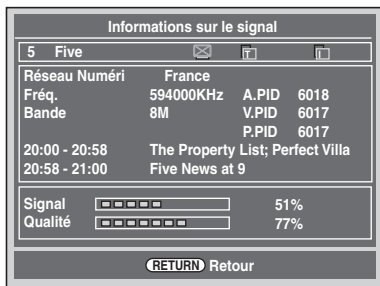 Informations sur le signal
5 Five T I
Réseau Numéri France
Fréq. 594000KHz A.PID 6018
Bande 8M V.PID 6017
P.PID 6017
20:00 - 20:58 The Property List; Perfect Villa
20:58 - 21:00 Five News at 9
Signal 51%
Qualité 77%
RETURN Retour